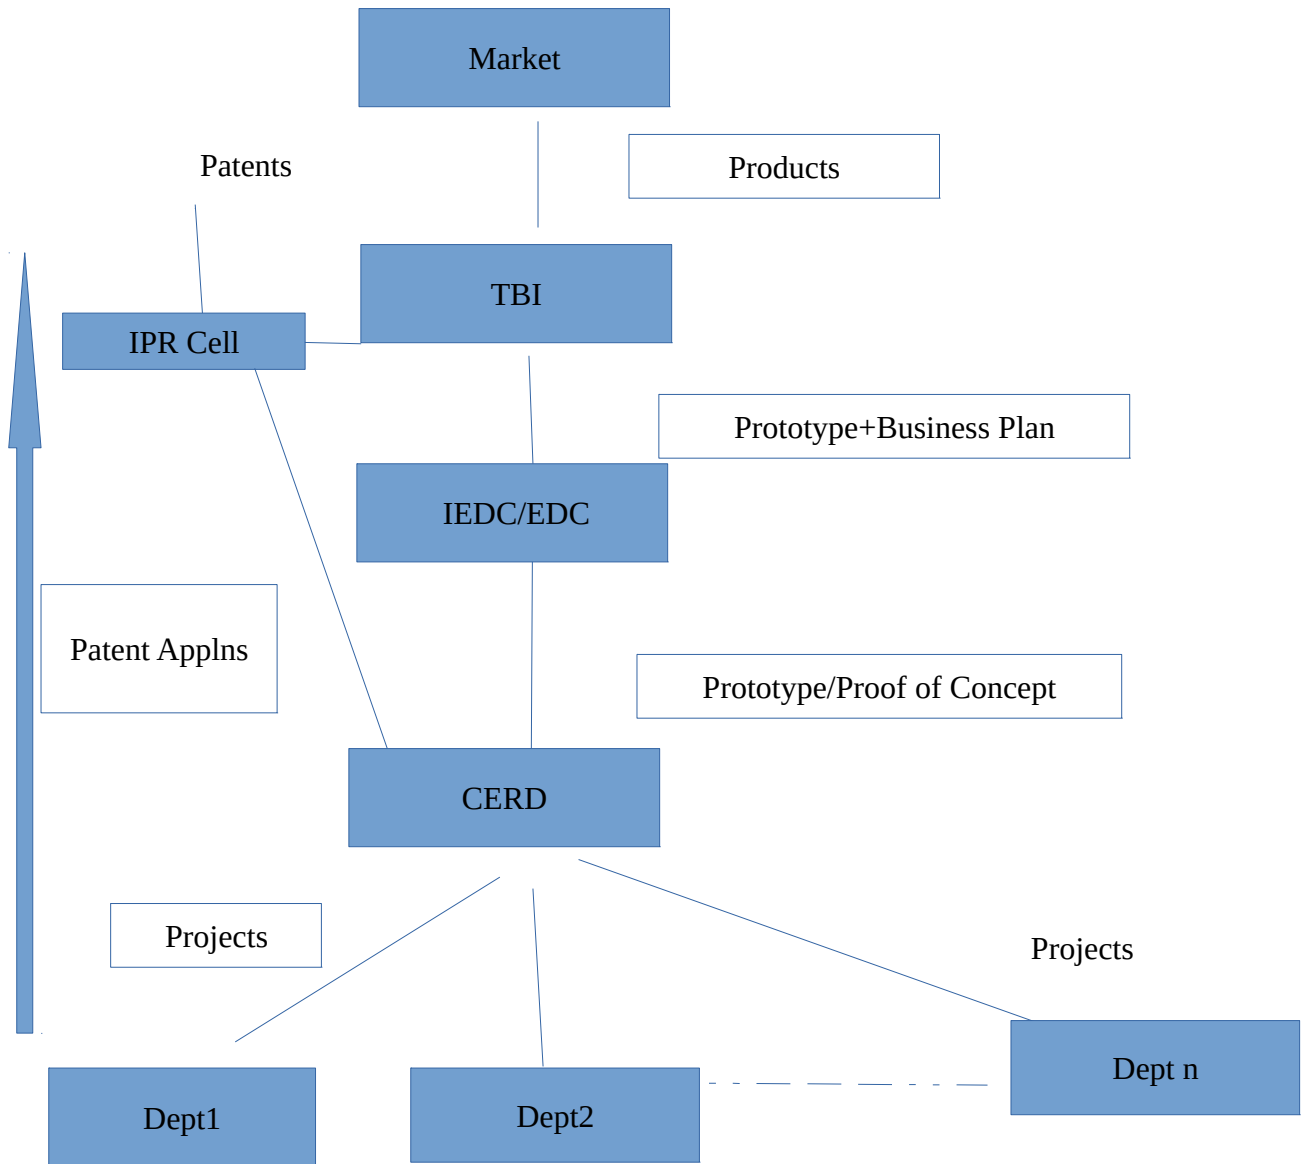 Market
Patents
Products
TBI
IPR Cell
Prototype+Business Plan
IEDC/EDC
Patent Applns
Prototype/Proof of Concept
CERD
Projects
Projects
Dept1
Dept2
Dept n